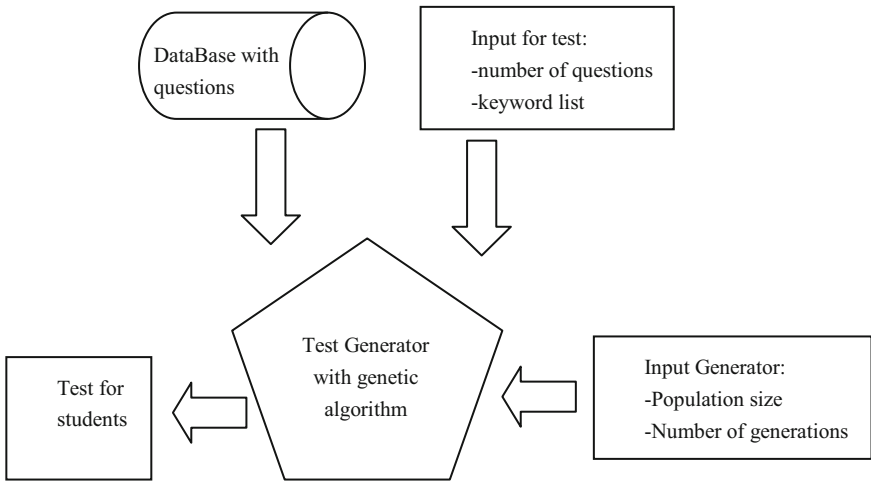 DataBase with
questions
Input for test:
-number of questions
-keyword list
Test Generator
with genetic
algorithm
Input Generator:
-Population size
-Number of generations
Test for
students